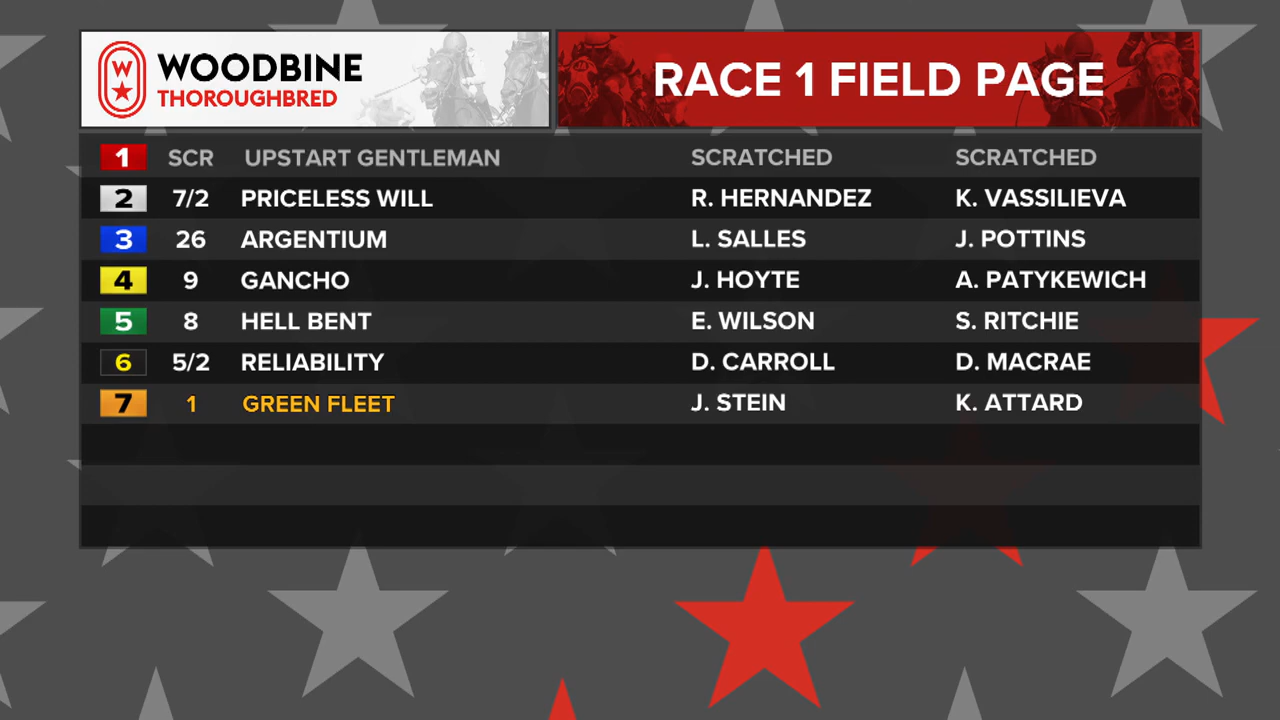 W
WOODBINE
THOROUGHBRED
RACE 1 FIELD PAGE
1 SCR UPSTART GENTLEMAN SCRATCHED SCRATCHED
2 7/2 PRICELESS WILL R. HERNANDEZ K. VASSILIEVA
3 26 ARGENTIUM L. SALLES J. POTTINS
4 9 GANCHO J. HOYTE A. PATYKEWICH
5 8 HELL BENT E. WILSON S. RITCHIE
6 5/2 RELIABILITY D. CARROLL D. MACRAE
7 1 GREEN FLEET J. STEIN K. ATTARD